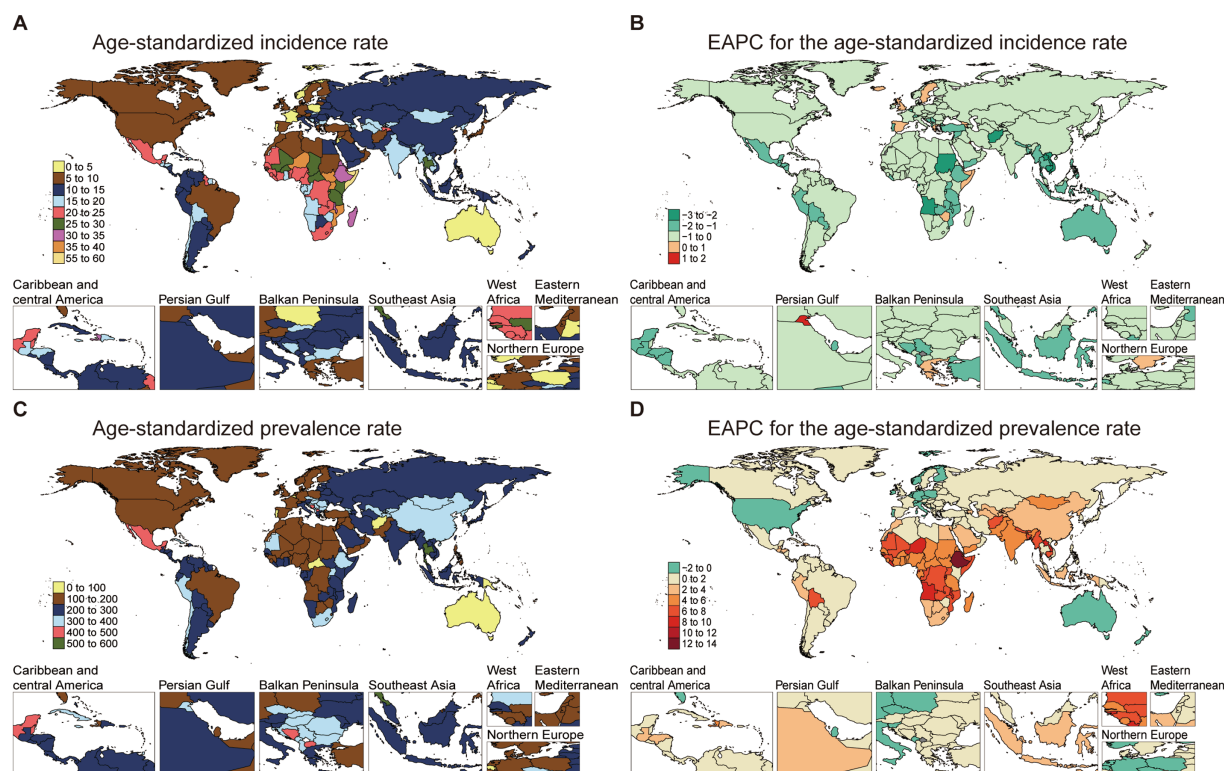 A
Age-standardized incidence rate
0 to 5
5 to 10
10 to 15
15 to 20
20 to 25
25 to 30
30 to 35
35 to 40
55 to 60
Caribbean and
central America
Persian Gulf
Balkan Peninsula
Southeast Asia
West
Africa
Eastern
Mediterranean
Northern Europe
B
EAPC for the age-standardized incidence rate
−3 to −2
−2 to −1
−1 to 0
0 to 1
1 to 2
Caribbean and
central America
Persian Gulf
Balkan Peninsula
Southeast Asia
West
Africa
Eastern
Mediterranean
Northern Europe
C
Age-standardized prevalence rate
0 to 100
100 to 200
200 to 300
300 to 400
400 to 500
500 to 600
Caribbean and
central America
Persian Gulf
Balkan Peninsula
Southeast Asia
West
Africa
Eastern
Mediterranean
Northern Europe
D
EAPC for the age-standardized prevalence rate
−2 to 0
0 to 2
2 to 4
4 to 6
6 to 8
8 to 10
10 to 12
12 to 14
Caribbean and
central America
Persian Gulf
Balkan Peninsula
Southeast Asia
West
Africa
Eastern
Mediterranean
Northern Europe